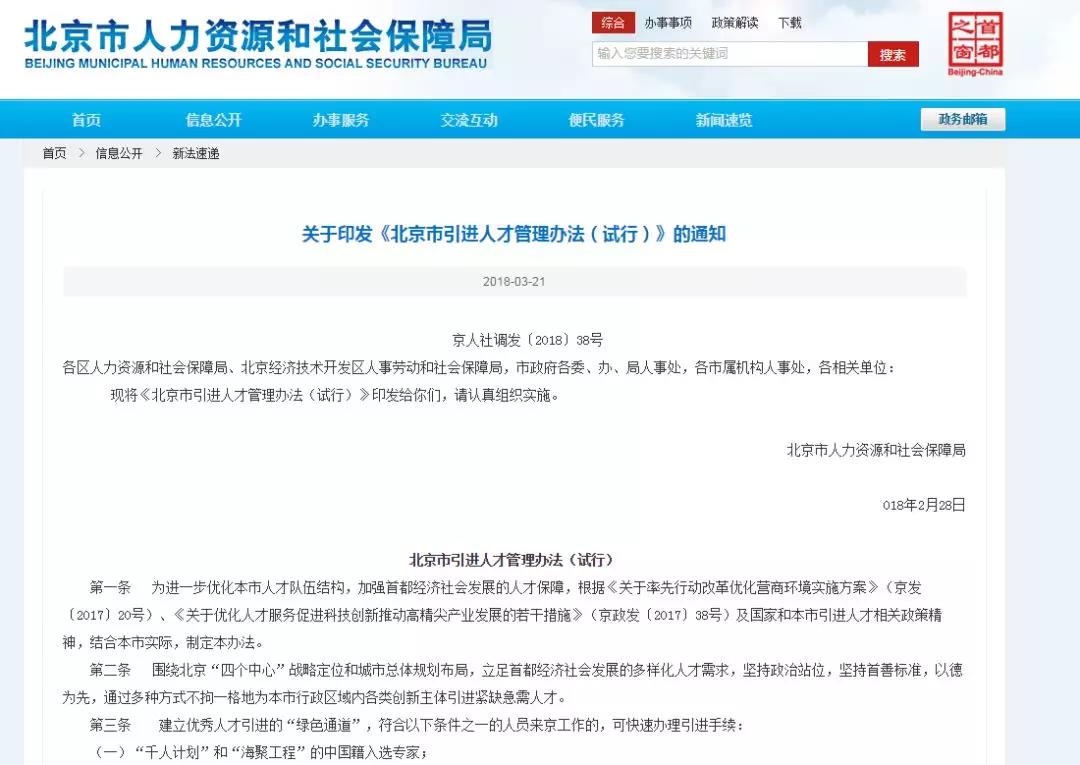 北京市人力资源和社会保障局
BEIJING MUNICIPAL HUMAN RESOURCES AND SOCIAL SECURITY BUREAU
综合 办事事项 政策解读 下载
输入您要搜索的关键词 搜索
首都之窗
Beijing-China
首页 信息公开 办事服务 交流互动 便民服务 新闻速览 政务邮箱
首页 > 信息公开 > 新法速递
关于印发《北京市引进人才管理办法（试行）》的通知
2018-03-21
京人社调发〔2018〕38号
各区人力资源和社会保障局、北京经济技术开发区人事劳动和社会保障局，市政府各委、办、局人事处，各市属机构人事处，各相关单位：
现将《北京市引进人才管理办法（试行）》印发给你们，请认真组织实施。
北京市人力资源和社会保障局
018年2月28日
北京市引进人才管理办法（试行）
第一条 为进一步优化本市人才队伍结构，加强首都经济社会发展的人才保障，根据《关于率先行动改革优化营商环境实施方案》（京发
〔2017〕20号）、《关于优化人才服务促进科技创新推动高精尖产业发展的若干措施》（京政发〔2017〕38号）及国家和本市引进人才相关政策精
神，结合本市实际，制定本办法。
第二条 围绕北京“四个中心”战略定位和城市总体规划布局，立足首都经济社会发展的多样化人才需求，坚持政治站位，坚持首善标准，以德
为先，通过多种方式不拘一格地为本市行政区域内各类创新主体引进紧缺急需人才。
第三条 建立优秀人才引进的“绿色通道”，符合以下条件之一的人员来京工作的，可快速办理引进手续：
（一）“千人计划”和“海聚工程”的中国籍入选专家；